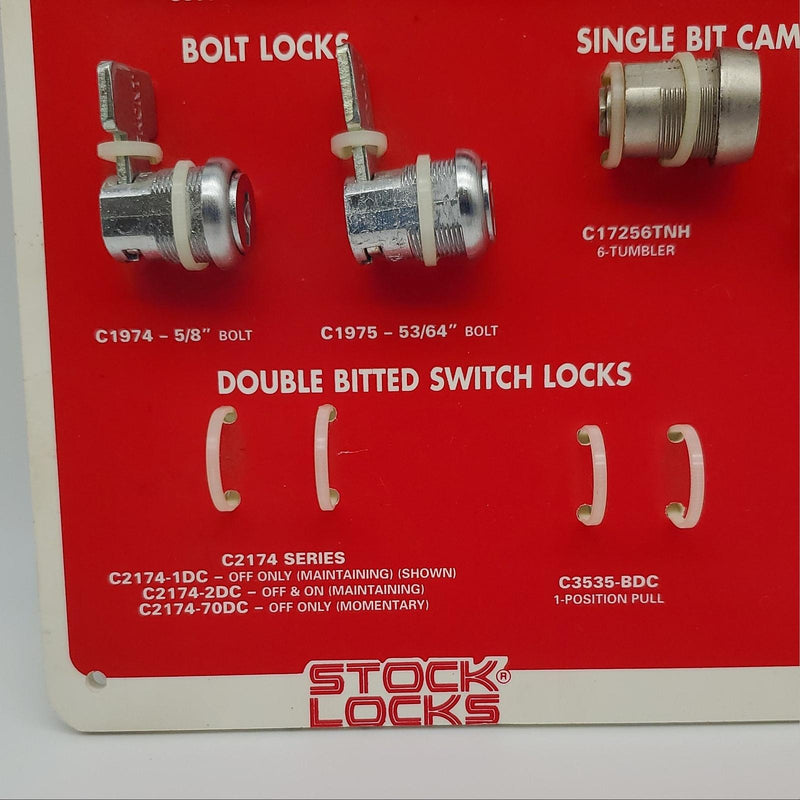 BOLT LOCKS
SINGLE BIT CAM
C17256TNH
6-TUMBLER
C1974 – 5/8" BOLT
C1975 – 53/64" BOLT
DOUBLE BITTED SWITCH LOCKS
C2174 SERIES
C2174-1DC – OFF ONLY (MAINTAINING) (SHOWN)
C2174-2DC – OFF & ON (MAINTAINING)
C2174-70DC – OFF ONLY (MOMENTARY)
C3535-BDC
1-POSITION PULL
STOCK®
LOCKS